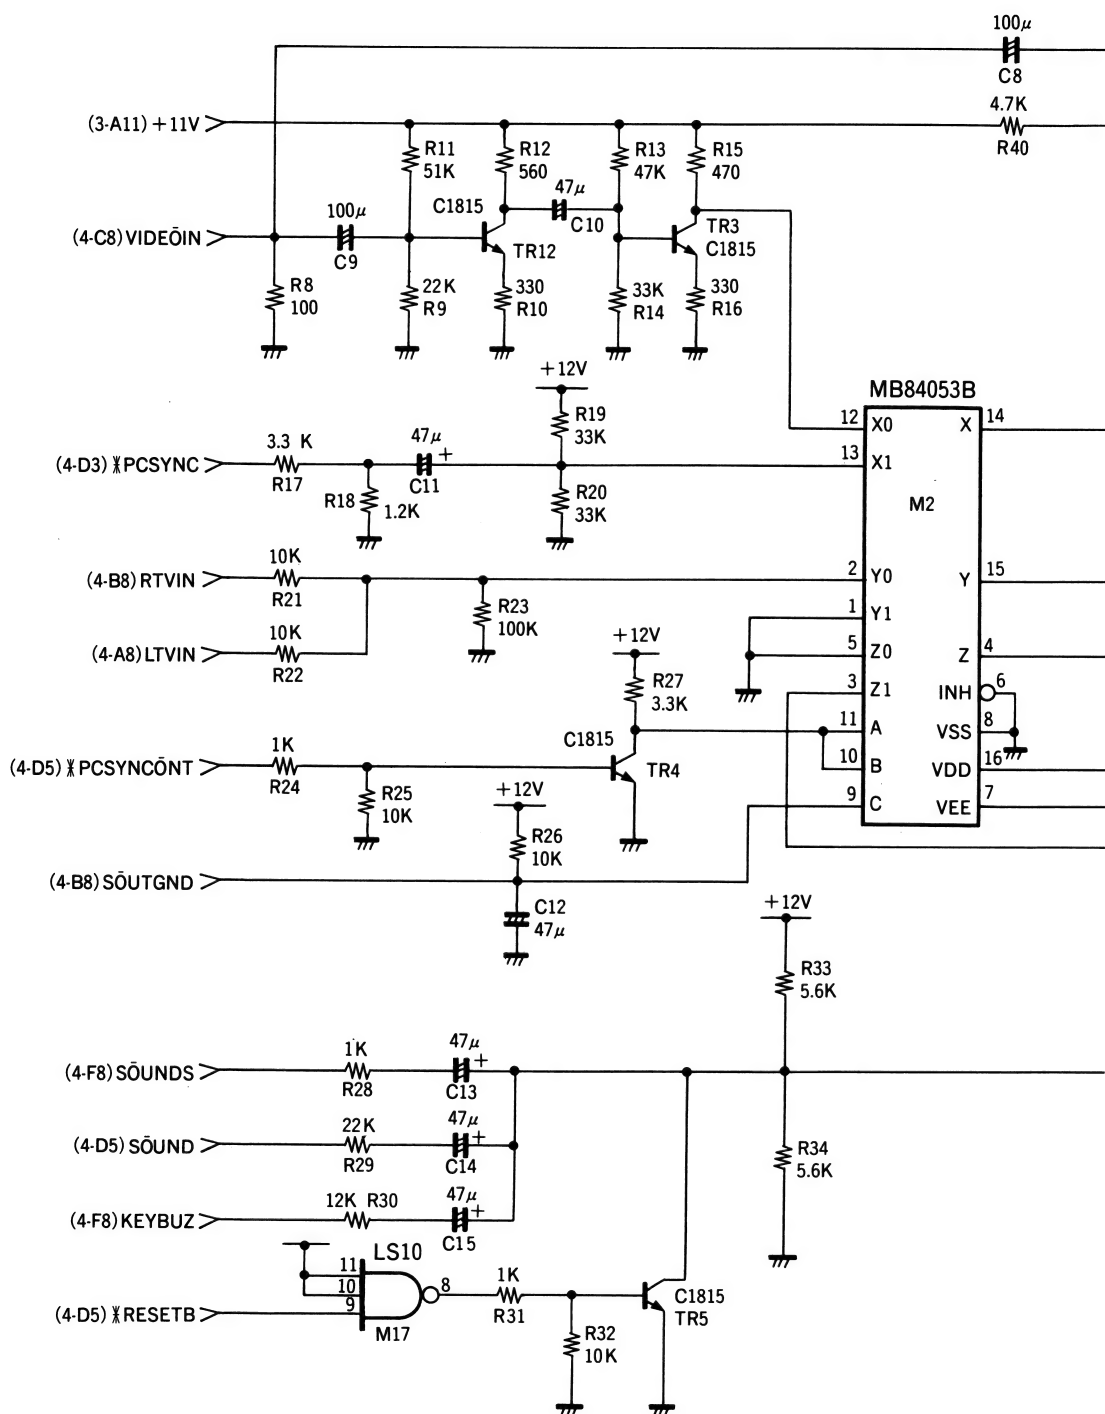 100μ
C8
(3-A11)+11V
4.7K
R40
R11
51K
R12
560
R13
47K
R15
470
47μ
C10
C1815
TR12
TR3
C1815
100μ
C9
(4-C8)VIDEŌIN
R8
100
22K
R9
330
R10
33K
R14
330
R16
+12V
R19
33K
MB84053B
12 X0
X 14
(4-D3)⁎PCSYNC
3.3 K
R17
47μ
+
C11
13 X1
R18
1.2K
R20
33K
M2
(4-B8)RTVIN
10K
R21
2 Y0
Y 15
R23
100K
1 Y1
(4-A8)LTVIN
10K
R22
+12V
5 Z0
Z 4
R27
3.3K
3 Z1
INH 6
C1815
TR4
11 A
VSS 8
(4-D5)⁎PCSYNCŌNT
1K
R24
10 B
VDD 16
R25
10K
+12V
9 C
VEE 7
R26
10K
(4-B8)SŌUTGND
C12
47μ
+12V
R33
5.6K
(4-F8)SŌUNDS
1K
R28
47μ
+
C13
(4-D5)SŌUND
22K
R29
47μ
+
C14
R34
5.6K
(4-F8)KEYBUZ
12K R30
47μ
+
C15
LS10
11
10
9
8
M17
(4-D5)⁎RESETB
1K
R31
C1815
TR5
R32
10K